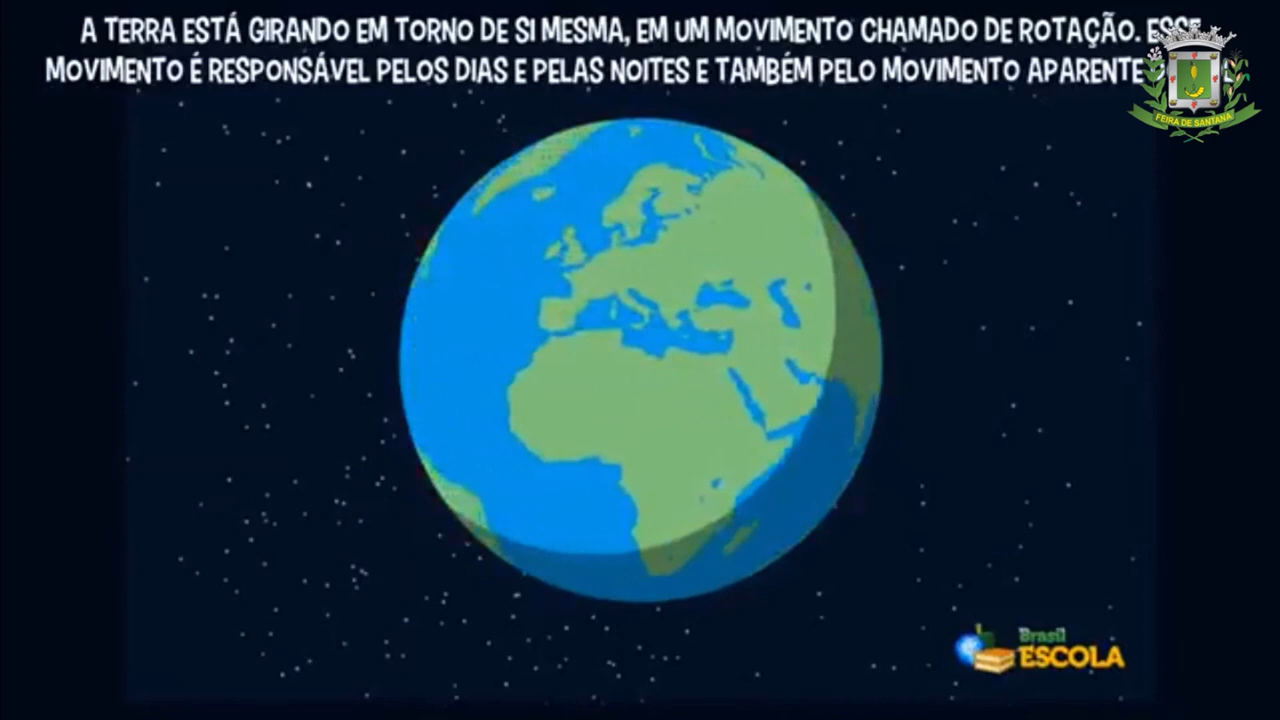 A TERRA ESTÁ GIRANDO EM TORNO DE SI MESMA, EM UM MOVIMENTO CHAMADO DE ROTAÇÃO. ESSE
MOVIMENTO É RESPONSÁVEL PELOS DIAS E PELAS NOITES E TAMBÉM PELO MOVIMENTO APARENTE
FEIRA DE SANTANA
Brasil
ESCOLA